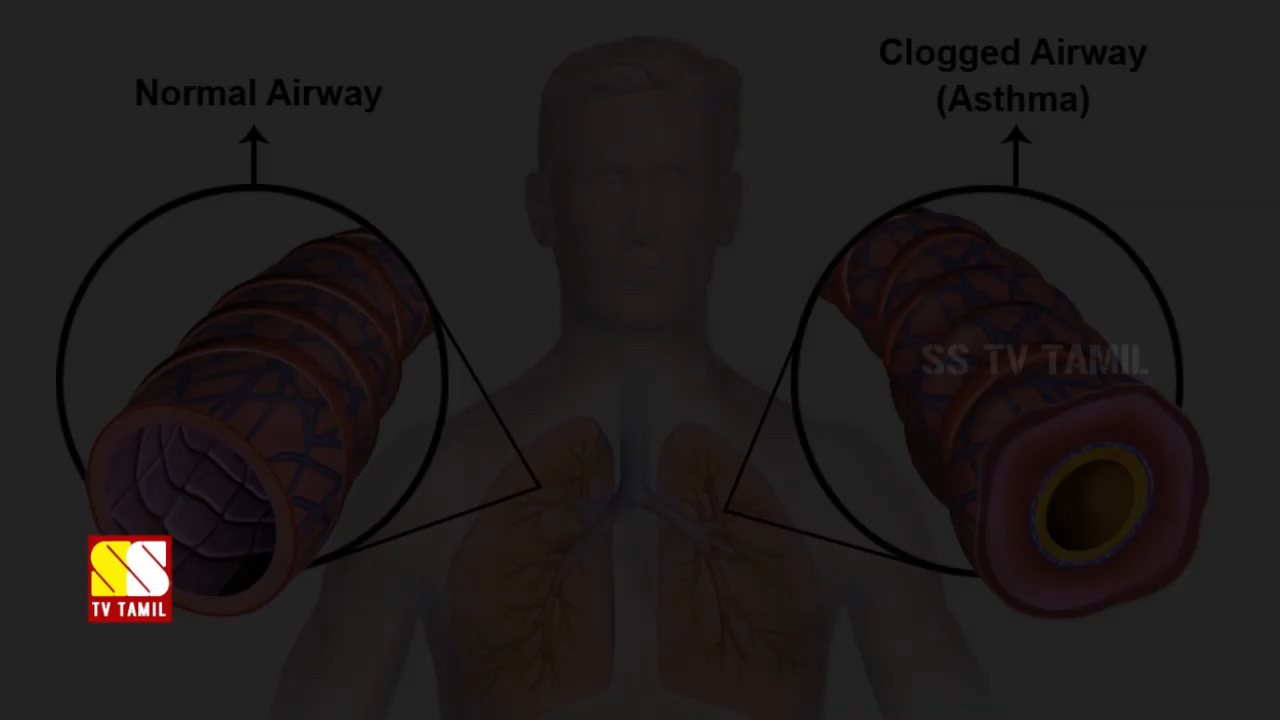 Normal Airway
Clogged Airway
(Asthma)
SS TV TAMIL
SS
TV TAMIL